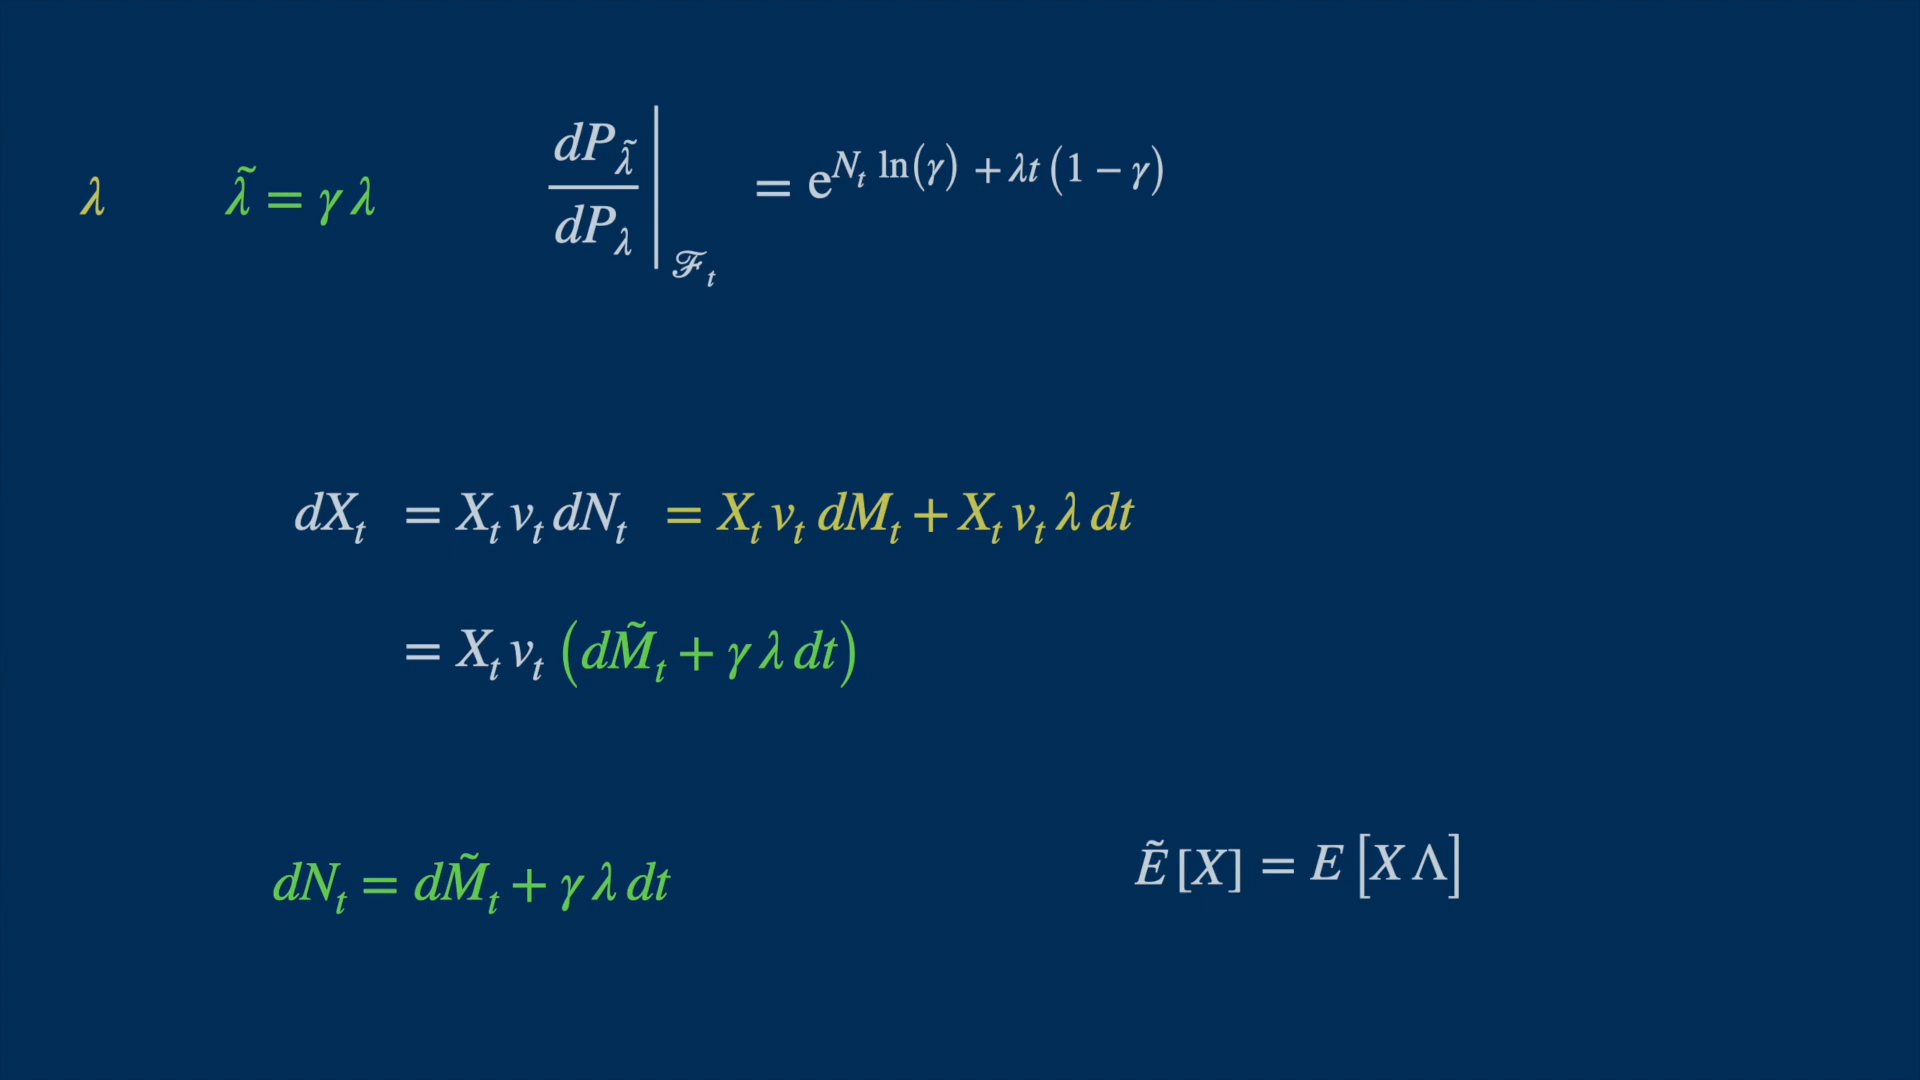 λ   λ̃ = γ λ   dP_λ̃ / dP_λ |_ℱ_t = e^{N_t ln(γ) + λt (1 − γ)}
dX_t = X_t v_t dN_t = X_t v_t dM_t + X_t v_t λ dt
= X_t v_t (dM̃_t + γ λ dt)
dN_t = dM̃_t + γ λ dt   Ẽ [X] = E [X Λ]